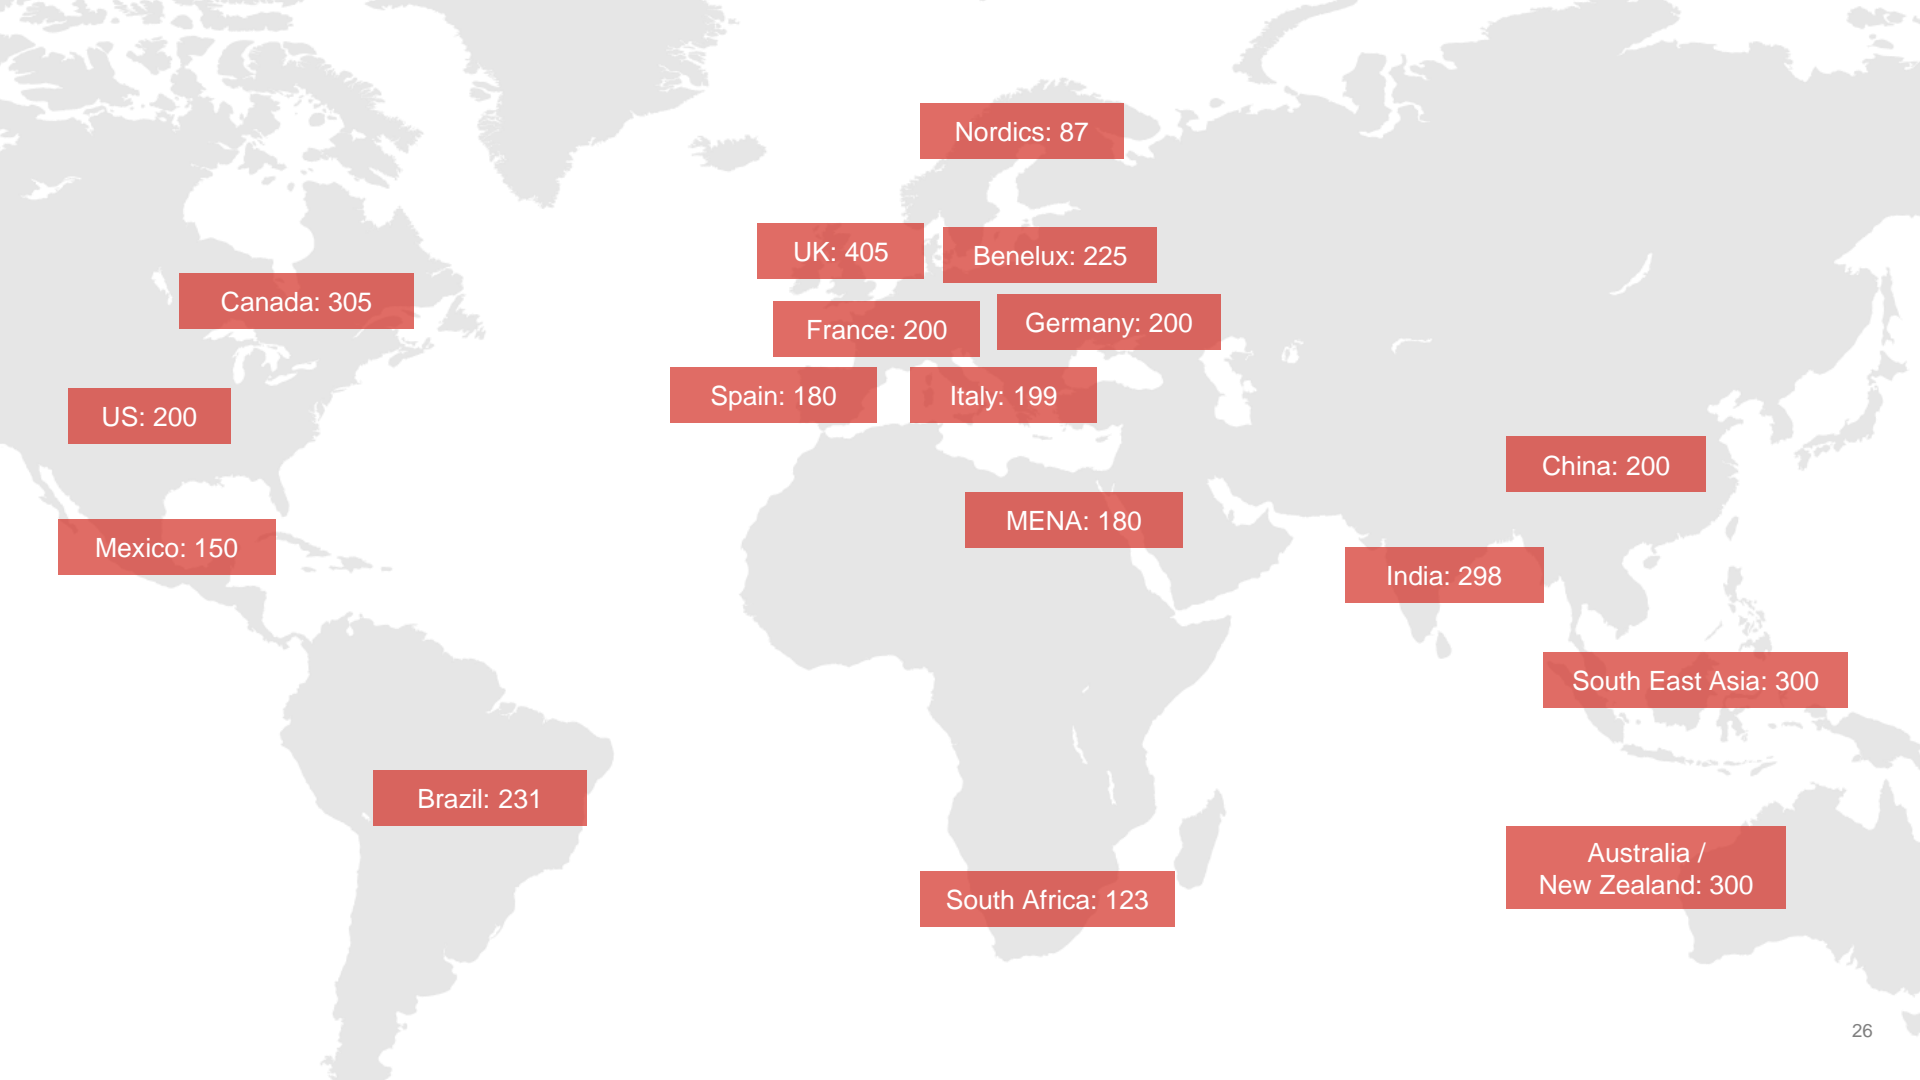 Nordics: 87
UK: 405
Benelux: 225
Canada: 305
France: 200
Germany: 200
Spain: 180
Italy: 199
US: 200
China: 200
MENA: 180
Mexico: 150
India: 298
South East Asia: 300
Brazil: 231
Australia /
New Zealand: 300
South Africa: 123
26